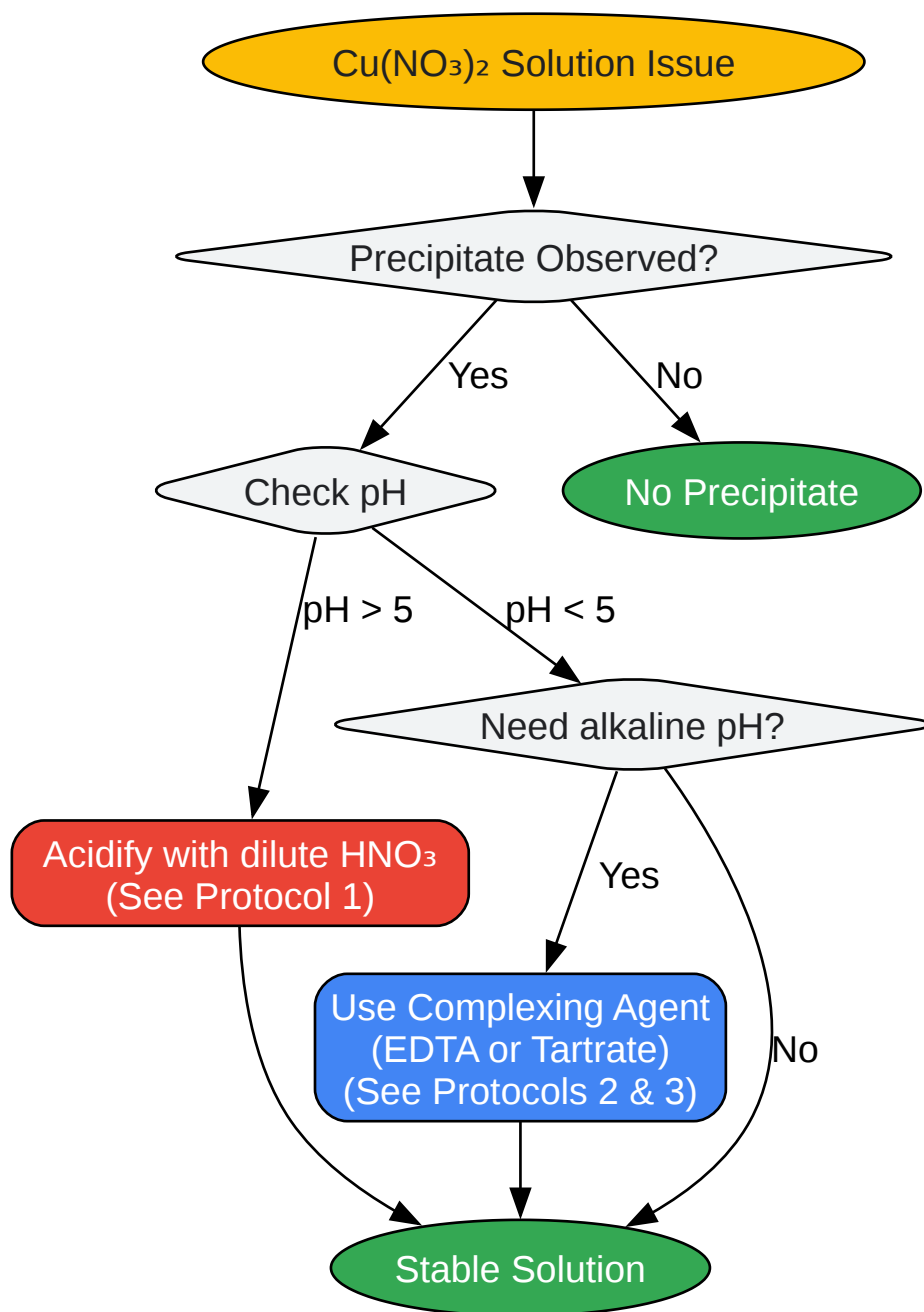 Cu(NO₃)₂ Solution Issue
Precipitate Observed?
Yes
No
Check pH
No Precipitate
pH > 5
pH < 5
Need alkaline pH?
Acidify with dilute HNO₃
(See Protocol 1)
Yes
Use Complexing Agent
(EDTA or Tartrate)
(See Protocols 2 & 3)
No
Stable Solution